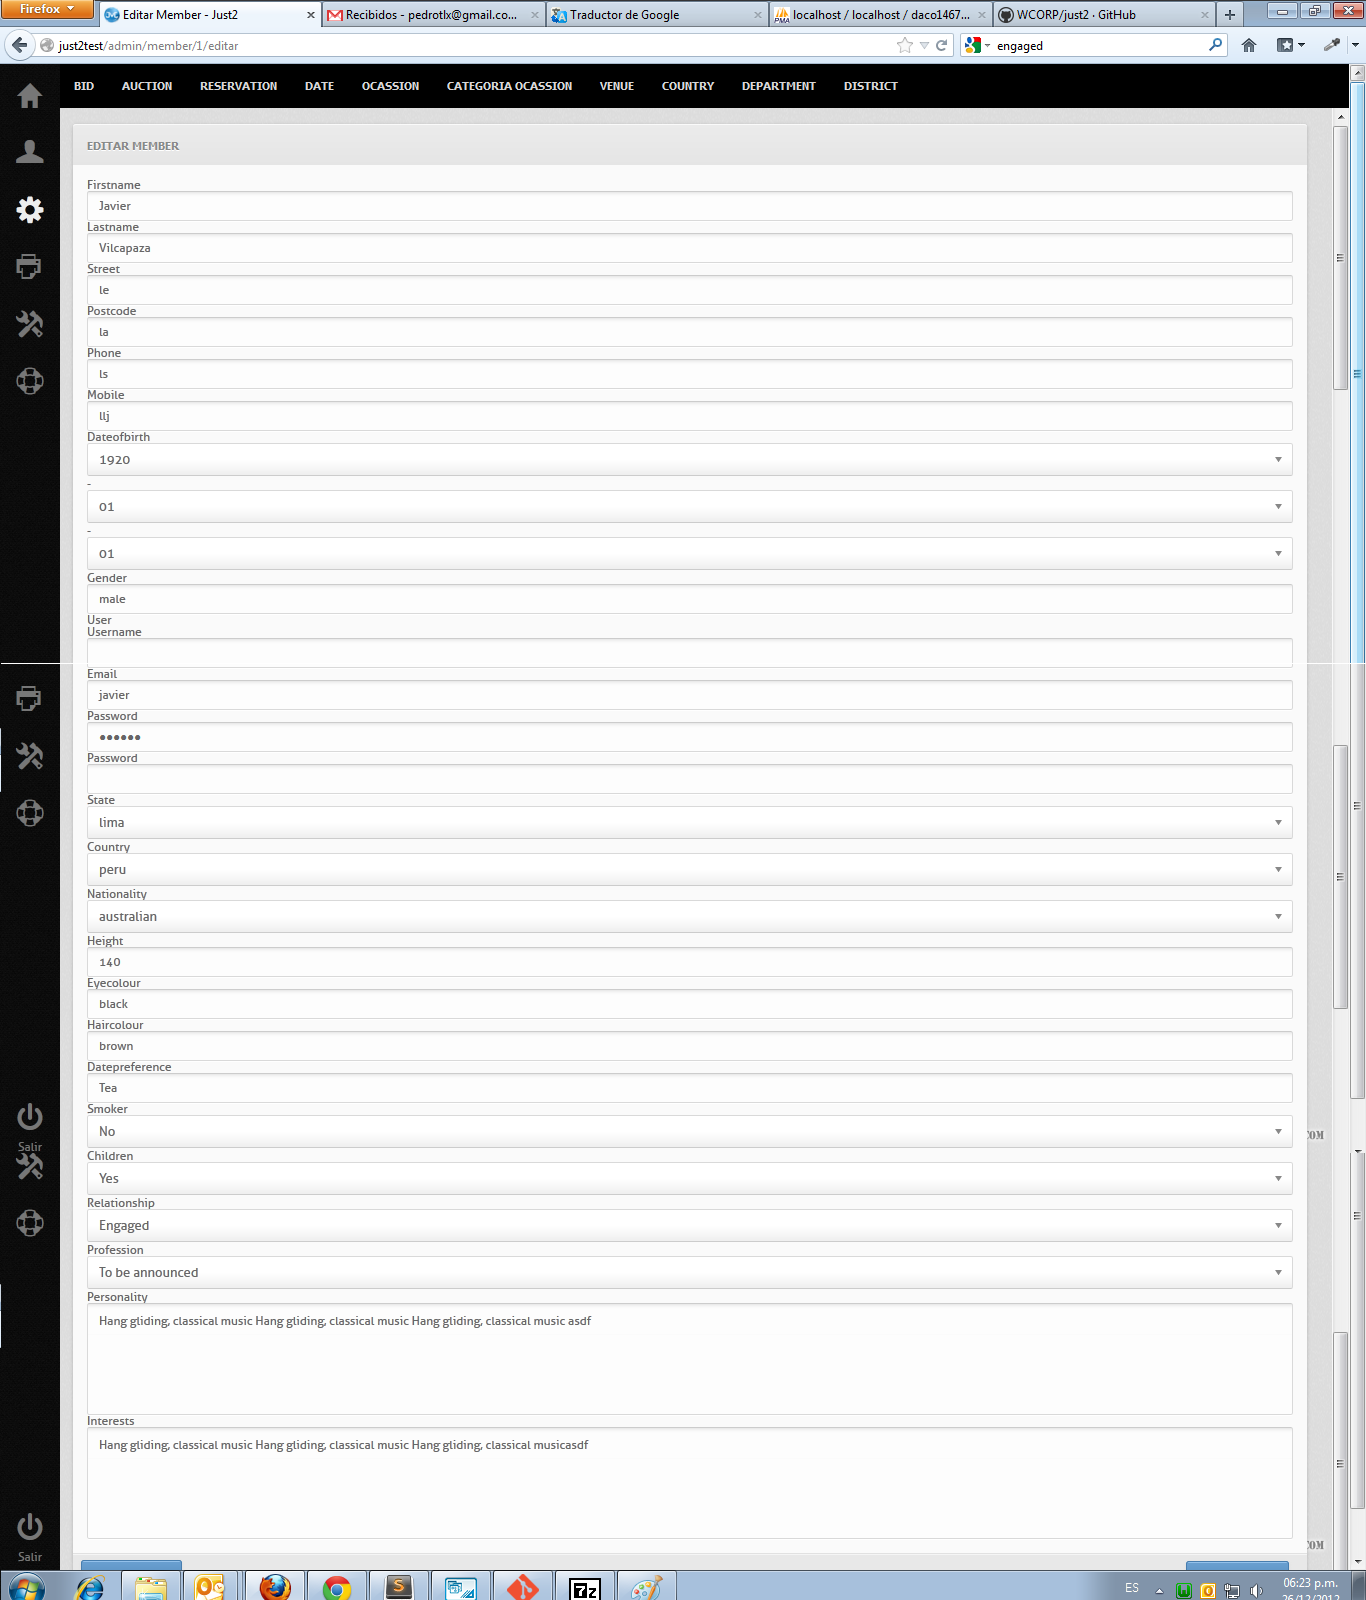 Firefox
Editar Member - Just2
Recibidos - pedrotlx@gmail.co...
Traductor de Google
localhost / localhost / daco1467...
WCORP/just2 · GitHub
just2test/admin/member/1/editar
engaged
BID AUCTION RESERVATION DATE OCASSION CATEGORIA OCASSION VENUE COUNTRY DEPARTMENT DISTRICT
EDITAR MEMBER
Firstname
Javier
Lastname
Vilcapaza
Street
le
Postcode
la
Phone
ls
Mobile
llj
Dateofbirth
1920
-
01
-
01
Gender
male
User
Username
Email
javier
Password
••••••
Password
State
lima
Country
peru
Nationality
australian
Height
140
Eyecolour
black
Haircolour
brown
Datepreference
Tea
Smoker
No
COM
Salir
Children
Yes
Relationship
Engaged
Profession
To be announced
Personality
Hang gliding, classical music Hang gliding, classical music Hang gliding, classical music asdf
Interests
Hang gliding, classical music Hang gliding, classical music Hang gliding, classical musicasdf
COM
Salir
ES
06:23 p.m.
26/12/2012